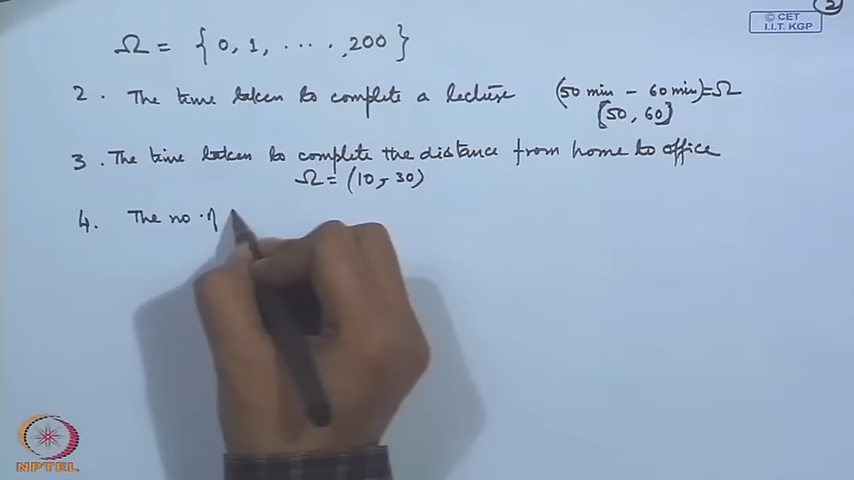 2
© CET
I.I.T. KGP
Ω = { 0, 1, ....., 200 }
2. The time taken to complete a lecture (50 min - 60 min) = Ω
[50, 60]
3. The time taken to complete the distance from home to office
Ω = (10, 30)
4. The no. of
NPTEL